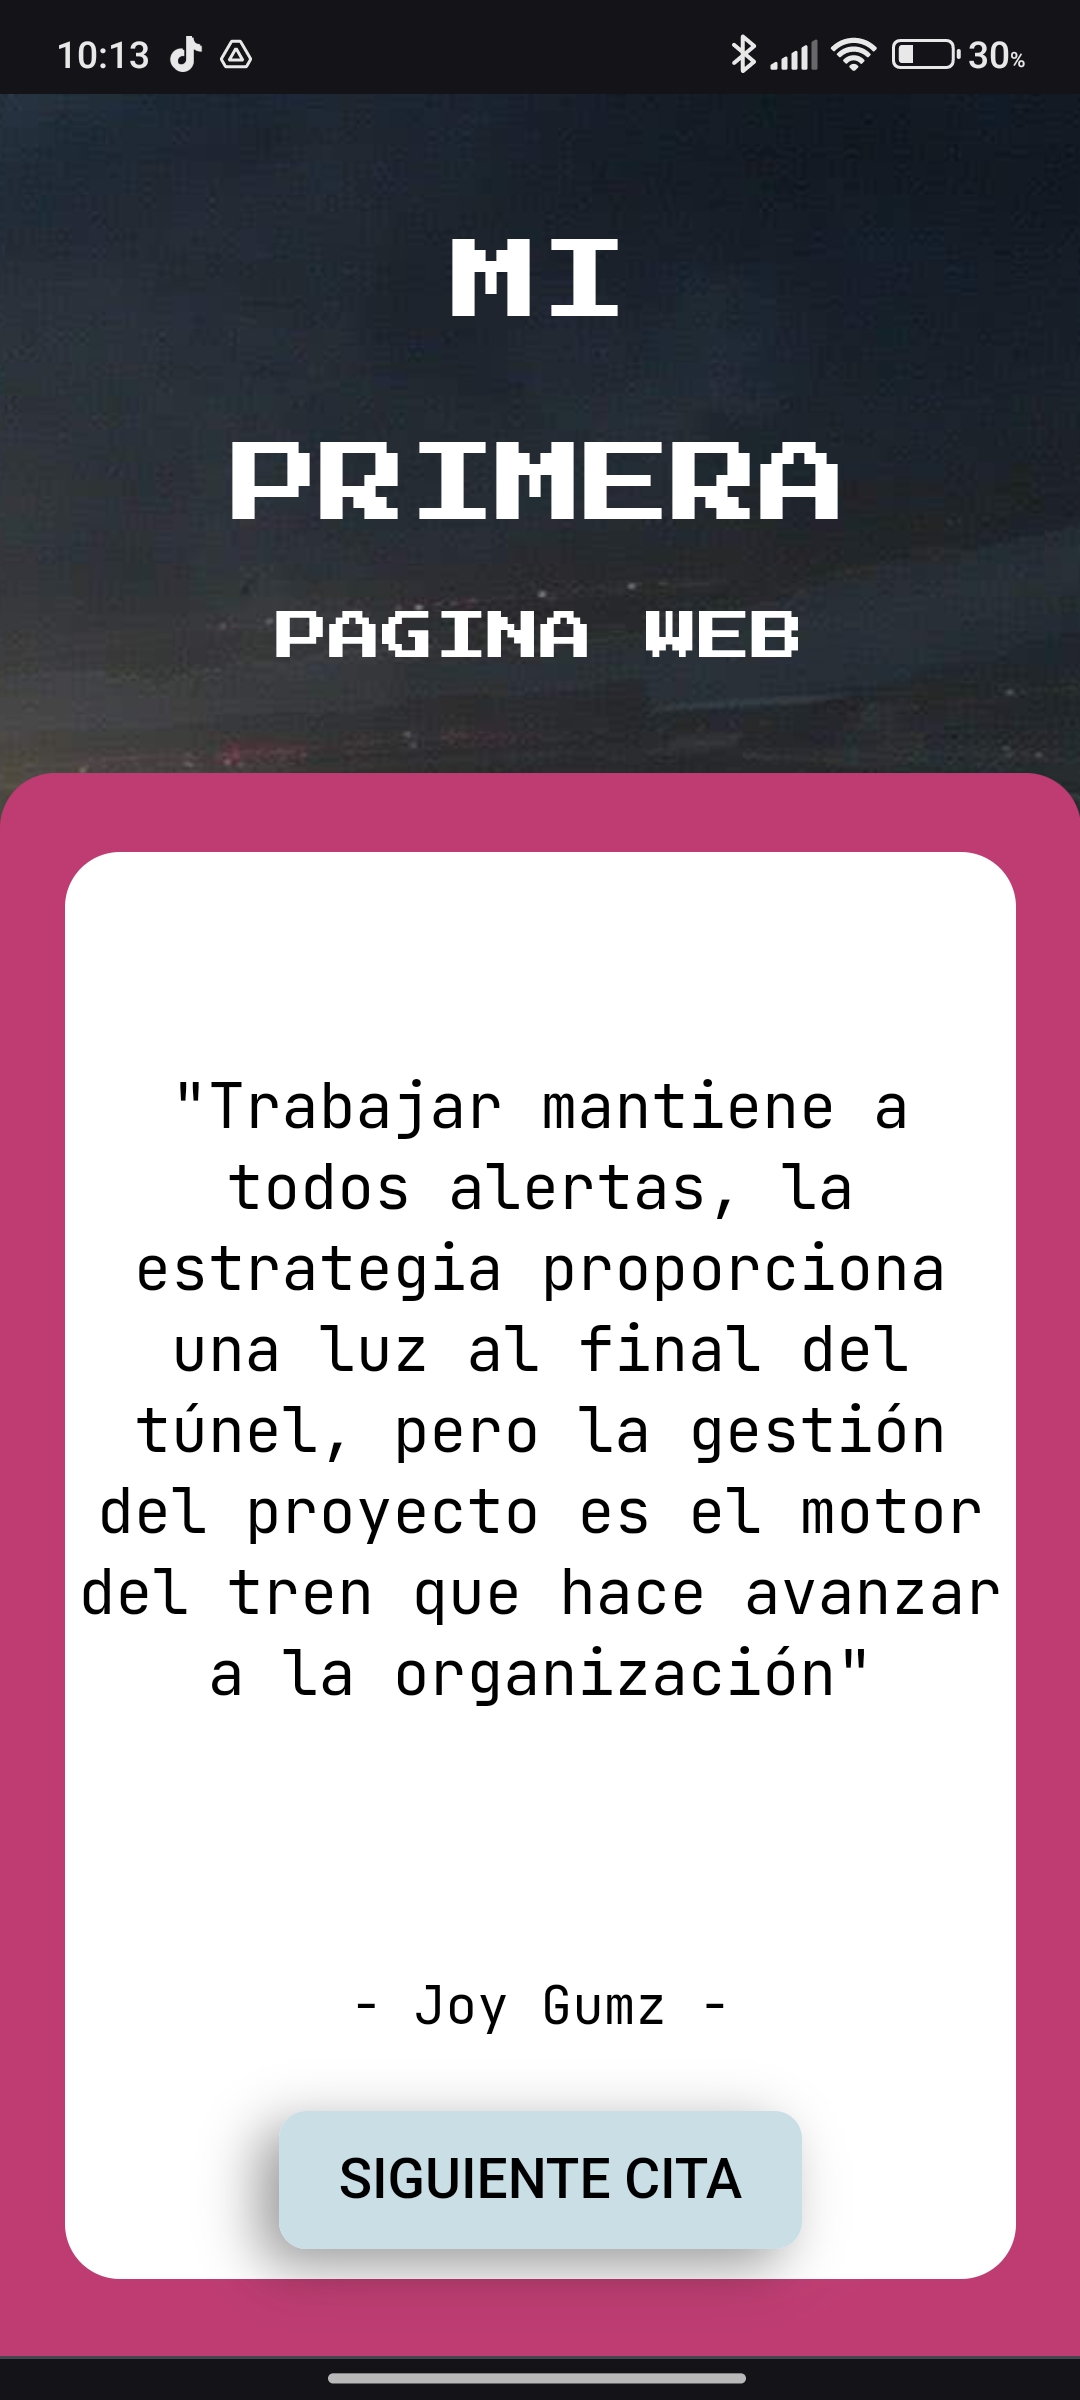 10:13
30%
MI
PRIMERA
PAGINA WEB
"Trabajar mantiene a
todos alertas, la
estrategia proporciona
una luz al final del
túnel, pero la gestión
del proyecto es el motor
del tren que hace avanzar
a la organización"
- Joy Gumz -
SIGUIENTE CITA